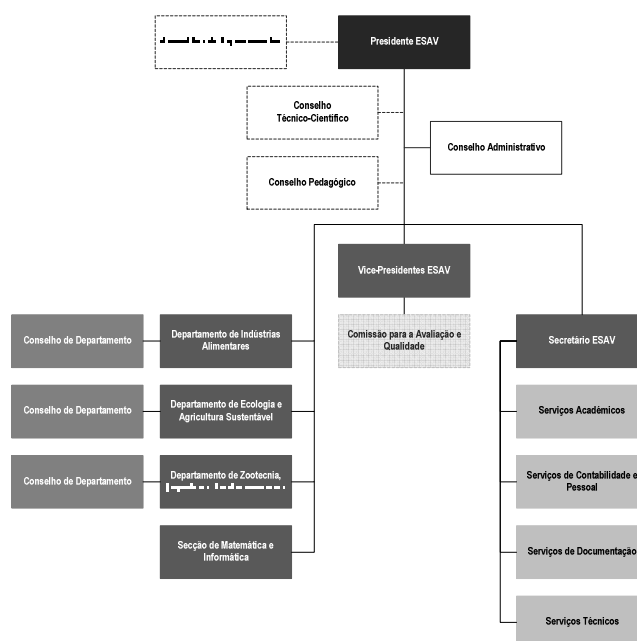 Presidente ESAV
Conselho
Técnico-Científico
Conselho Administrativo
Conselho Pedagógico
Vice-Presidentes ESAV
Comissão para a Avaliação e
Qualidade
Conselho de Departamento
Departamento de Indústrias
Alimentares
Secretário ESAV
Conselho de Departamento
Departamento de Ecologia e
Agricultura Sustentável
Serviços Académicos
Conselho de Departamento
Departamento de Zootecnia,
Serviços de Contabilidade e
Pessoal
Secção de Matemática e
Informática
Serviços de Documentação
Serviços Técnicos